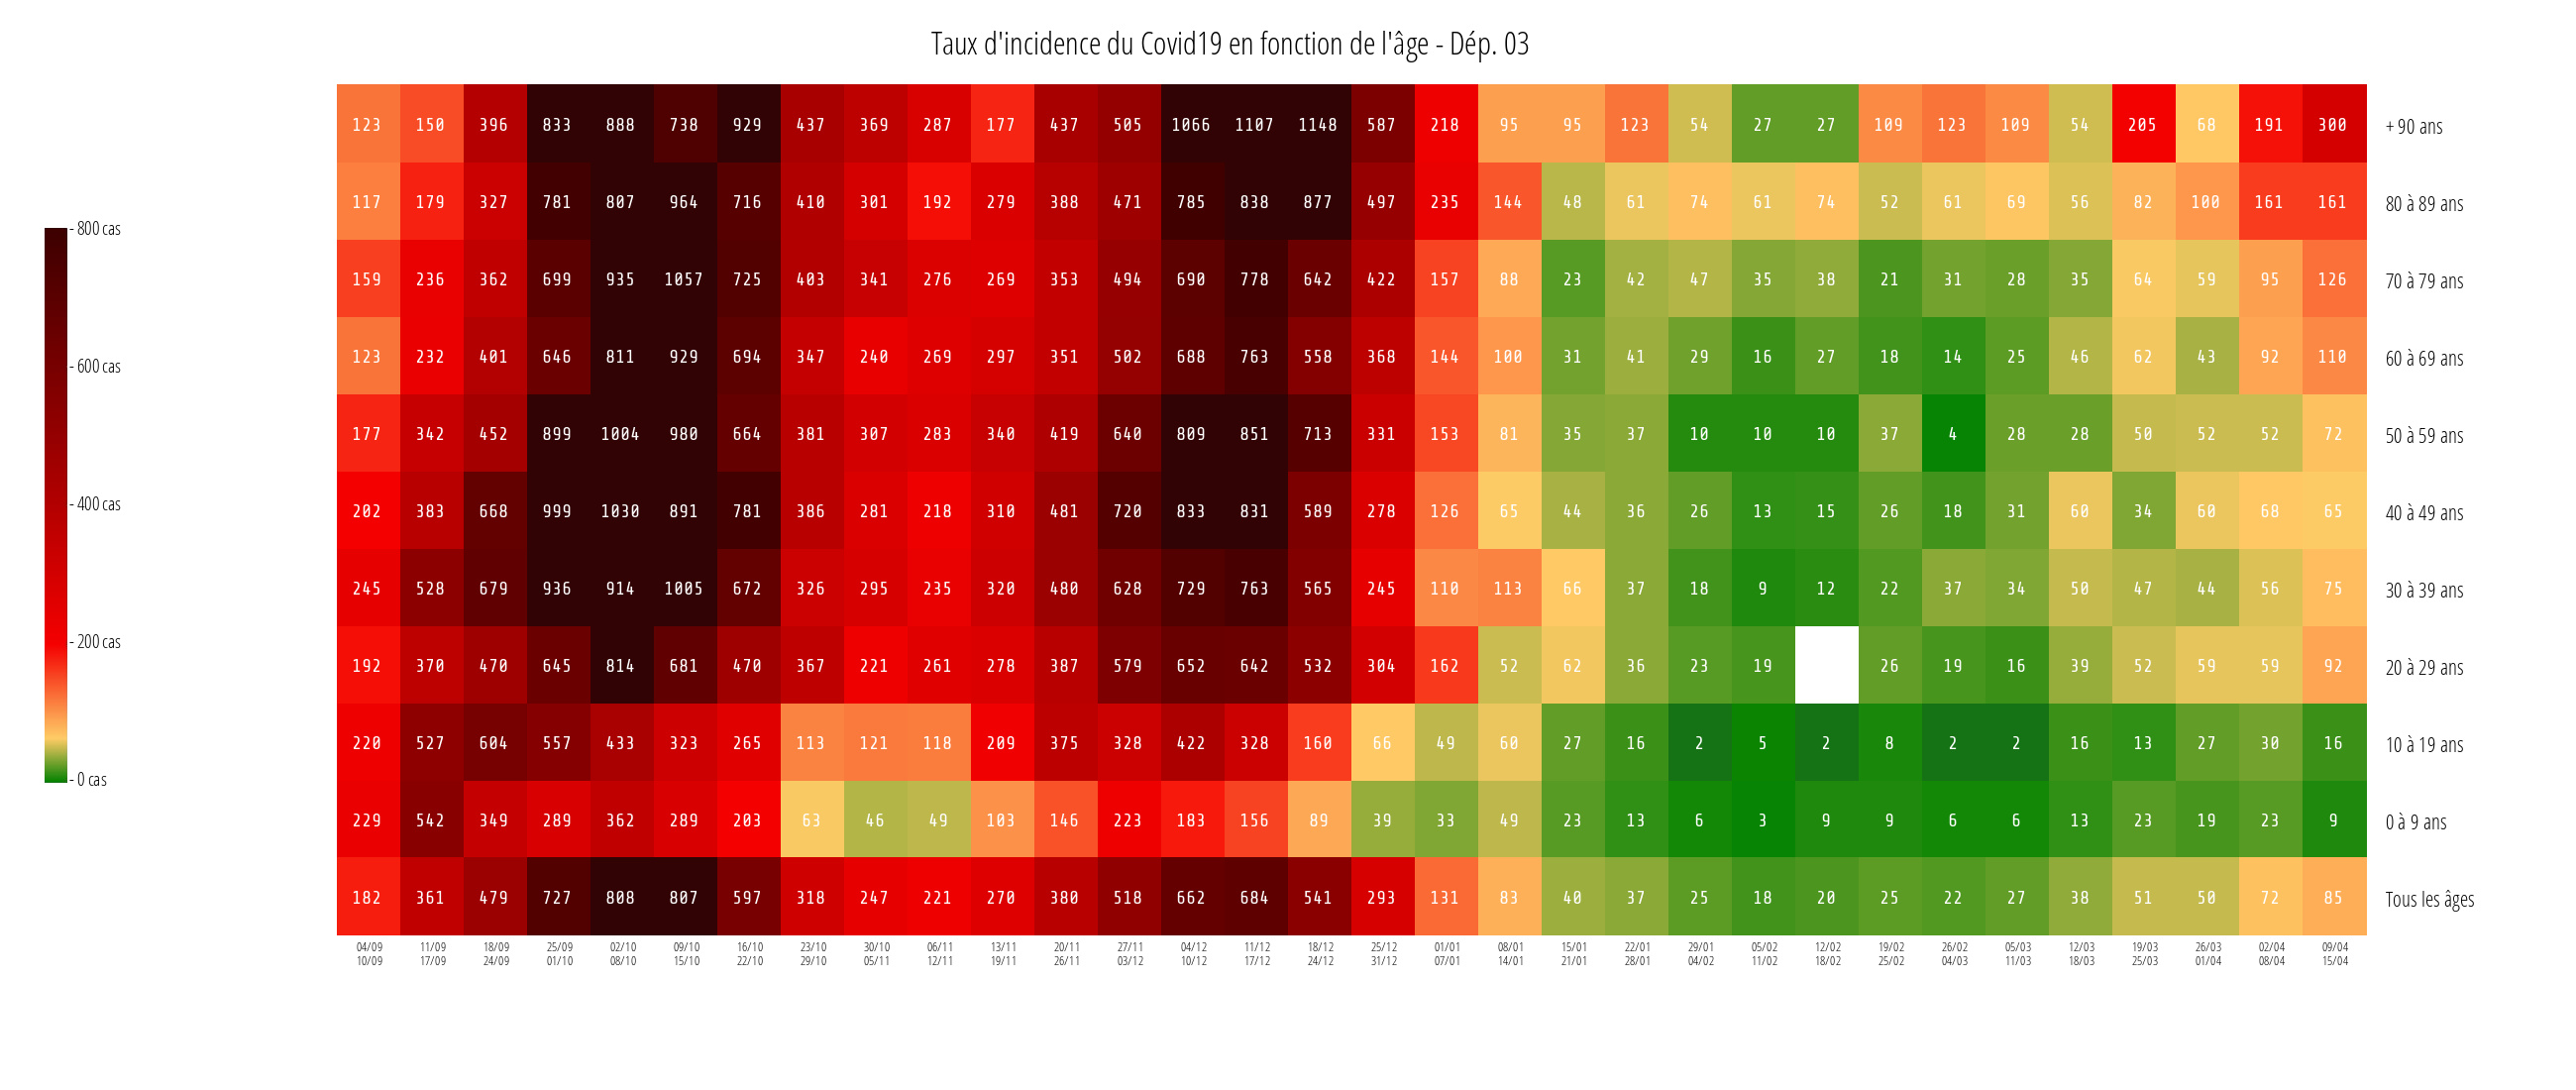 Taux d'incidence du Covid19 en fonction de l'âge - Dép. 03
123 150 396 833 888 738 929 437 369 287 177 437 505 1066 1107 1148 587 218 95 95 123 54 27 27 109 123 109 54 205 68 191 300 + 90 ans
117 179 327 781 807 964 716 410 301 192 279 388 471 785 838 877 497 235 144 48 61 74 61 74 52 61 69 56 82 100 161 161 80 à 89 ans
- 800 cas
159 236 362 699 935 1057 725 403 341 276 269 353 494 690 778 642 422 157 88 23 42 47 35 38 21 31 28 35 64 59 95 126 70 à 79 ans
123 232 401 646 811 929 694 347 240 269 297 351 502 688 763 558 368 144 100 31 41 29 16 27 18 14 25 46 62 43 92 110 60 à 69 ans
- 600 cas
177 342 452 899 1004 980 664 381 307 283 340 419 640 809 851 713 331 153 81 35 37 10 10 10 37 4 28 28 50 52 52 72 50 à 59 ans
- 400 cas
202 383 668 999 1030 891 781 386 281 218 310 481 720 833 831 589 278 126 65 44 36 26 13 15 26 18 31 60 34 60 68 65 40 à 49 ans
245 528 679 936 914 1005 672 326 295 235 320 480 628 729 763 565 245 110 113 66 37 18 9 12 22 37 34 50 47 44 56 75 30 à 39 ans
- 200 cas
192 370 470 645 814 681 470 367 221 261 278 387 579 652 642 532 304 162 52 62 36 23 19 26 19 16 39 52 59 59 92 20 à 29 ans
220 527 604 557 433 323 265 113 121 118 209 375 328 422 328 160 66 49 60 27 16 2 5 2 8 2 2 16 13 27 30 16 10 à 19 ans
- 0 cas
229 542 349 289 362 289 203 63 46 49 103 146 223 183 156 89 39 33 49 23 13 6 3 9 9 6 6 13 23 19 23 9 0 à 9 ans
182 361 479 727 808 807 597 318 247 221 270 380 518 662 684 541 293 131 83 40 37 25 18 20 25 22 27 38 51 50 72 85 Tous les âges
04/09 11/09 18/09 25/09 02/10 09/10 16/10 23/10 30/10 06/11 13/11 20/11 27/11 04/12 11/12 18/12 25/12 01/01 08/01 15/01 22/01 29/01 05/02 12/02 19/02 26/02 05/03 12/03 19/03 26/03 02/04 09/04
10/09 17/09 24/09 01/10 08/10 15/10 22/10 29/10 05/11 12/11 19/11 26/11 03/12 10/12 17/12 24/12 31/12 07/01 14/01 21/01 28/01 04/02 11/02 18/02 25/02 04/03 11/03 18/03 25/03 01/04 08/04 15/04